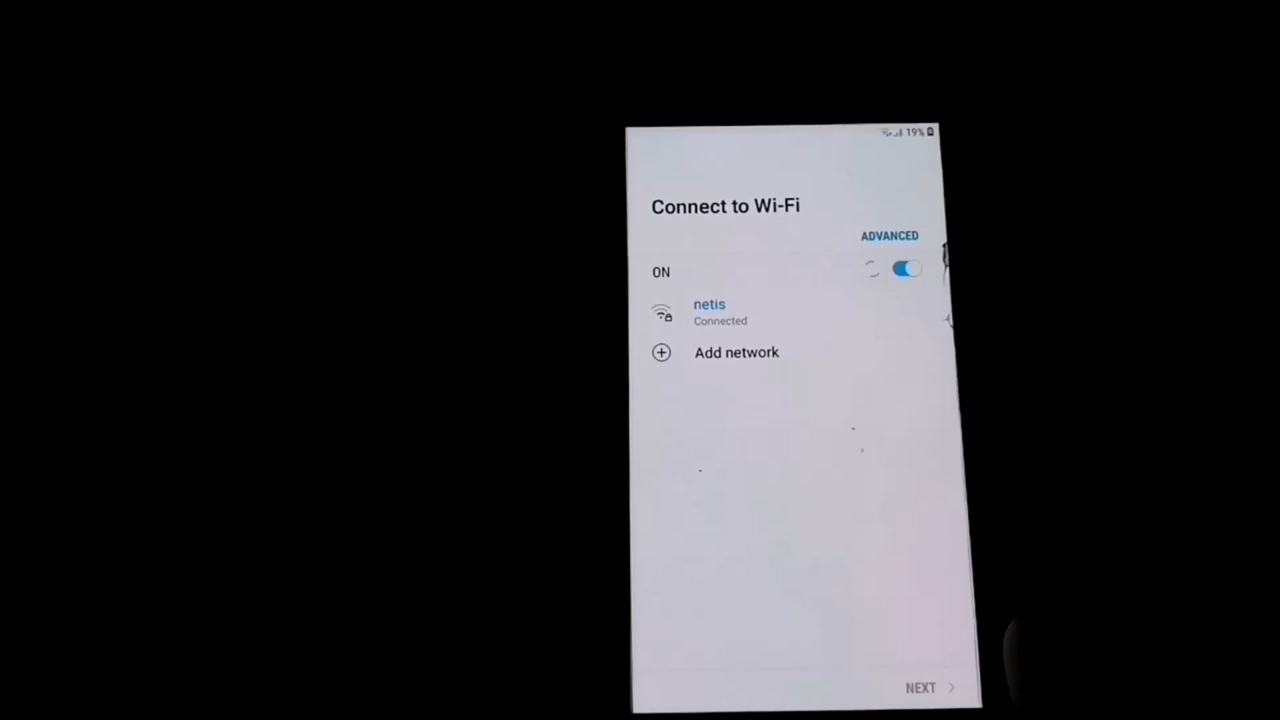 19%
Connect to Wi-Fi
ADVANCED
ON
netis
Connected
Add network
NEXT